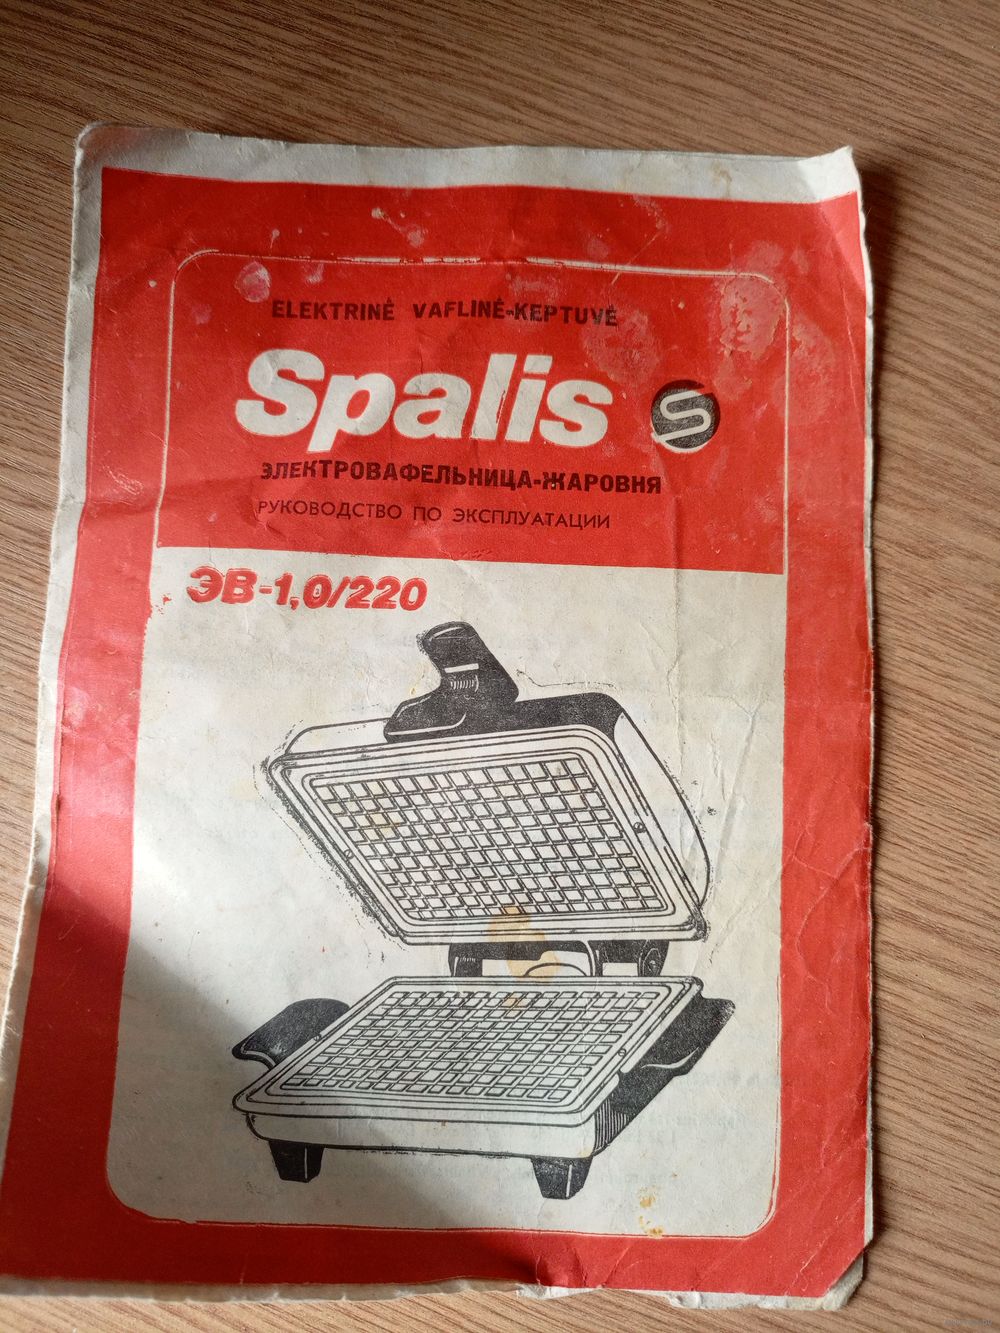 ELEKTRINĖ VAFLINĖ-KEPTUVĖ
Spalis
ЭЛЕКТРОВАФЕЛЬНИЦА-ЖАРОВНЯ
РУКОВОДСТВО ПО ЭКСПЛУАТАЦИИ
ЭВ-1,0/220